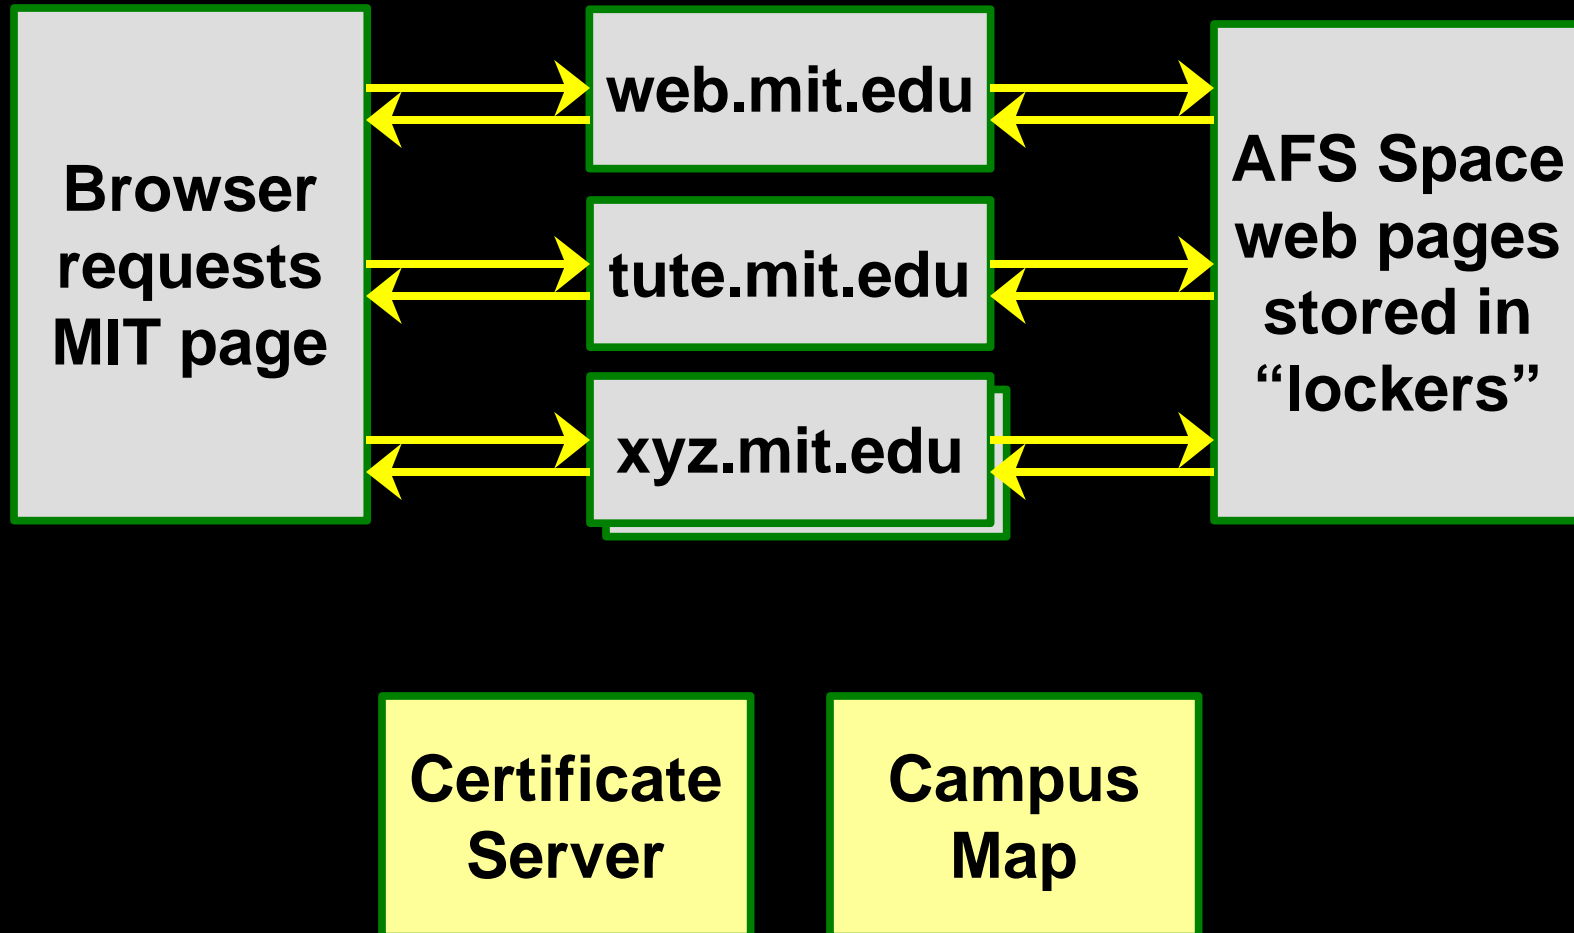 Browser
requests
MIT page
web.mit.edu
tute.mit.edu
xyz.mit.edu
AFS Space
web pages
stored in
“lockers”
Certificate
Server
Campus
Map